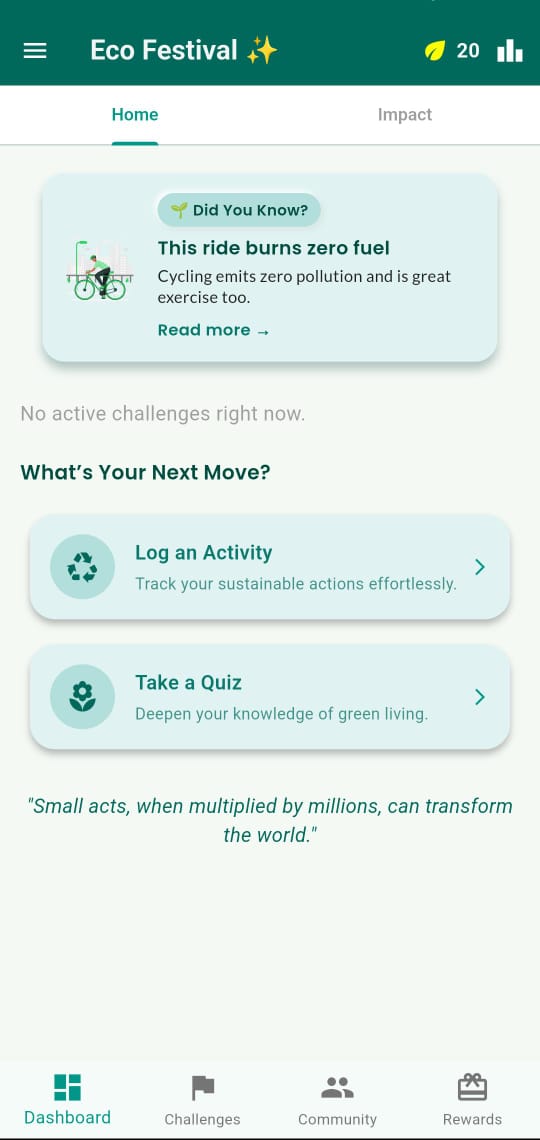 Eco Festival ✨
20
Home
Impact
🌱 Did You Know?
This ride burns zero fuel
Cycling emits zero pollution and is great
exercise too.
Read more →
No active challenges right now.
What's Your Next Move?
Log an Activity
Track your sustainable actions effortlessly.
Take a Quiz
Deepen your knowledge of green living.
"Small acts, when multiplied by millions, can transform
the world."
Dashboard
Challenges
Community
Rewards